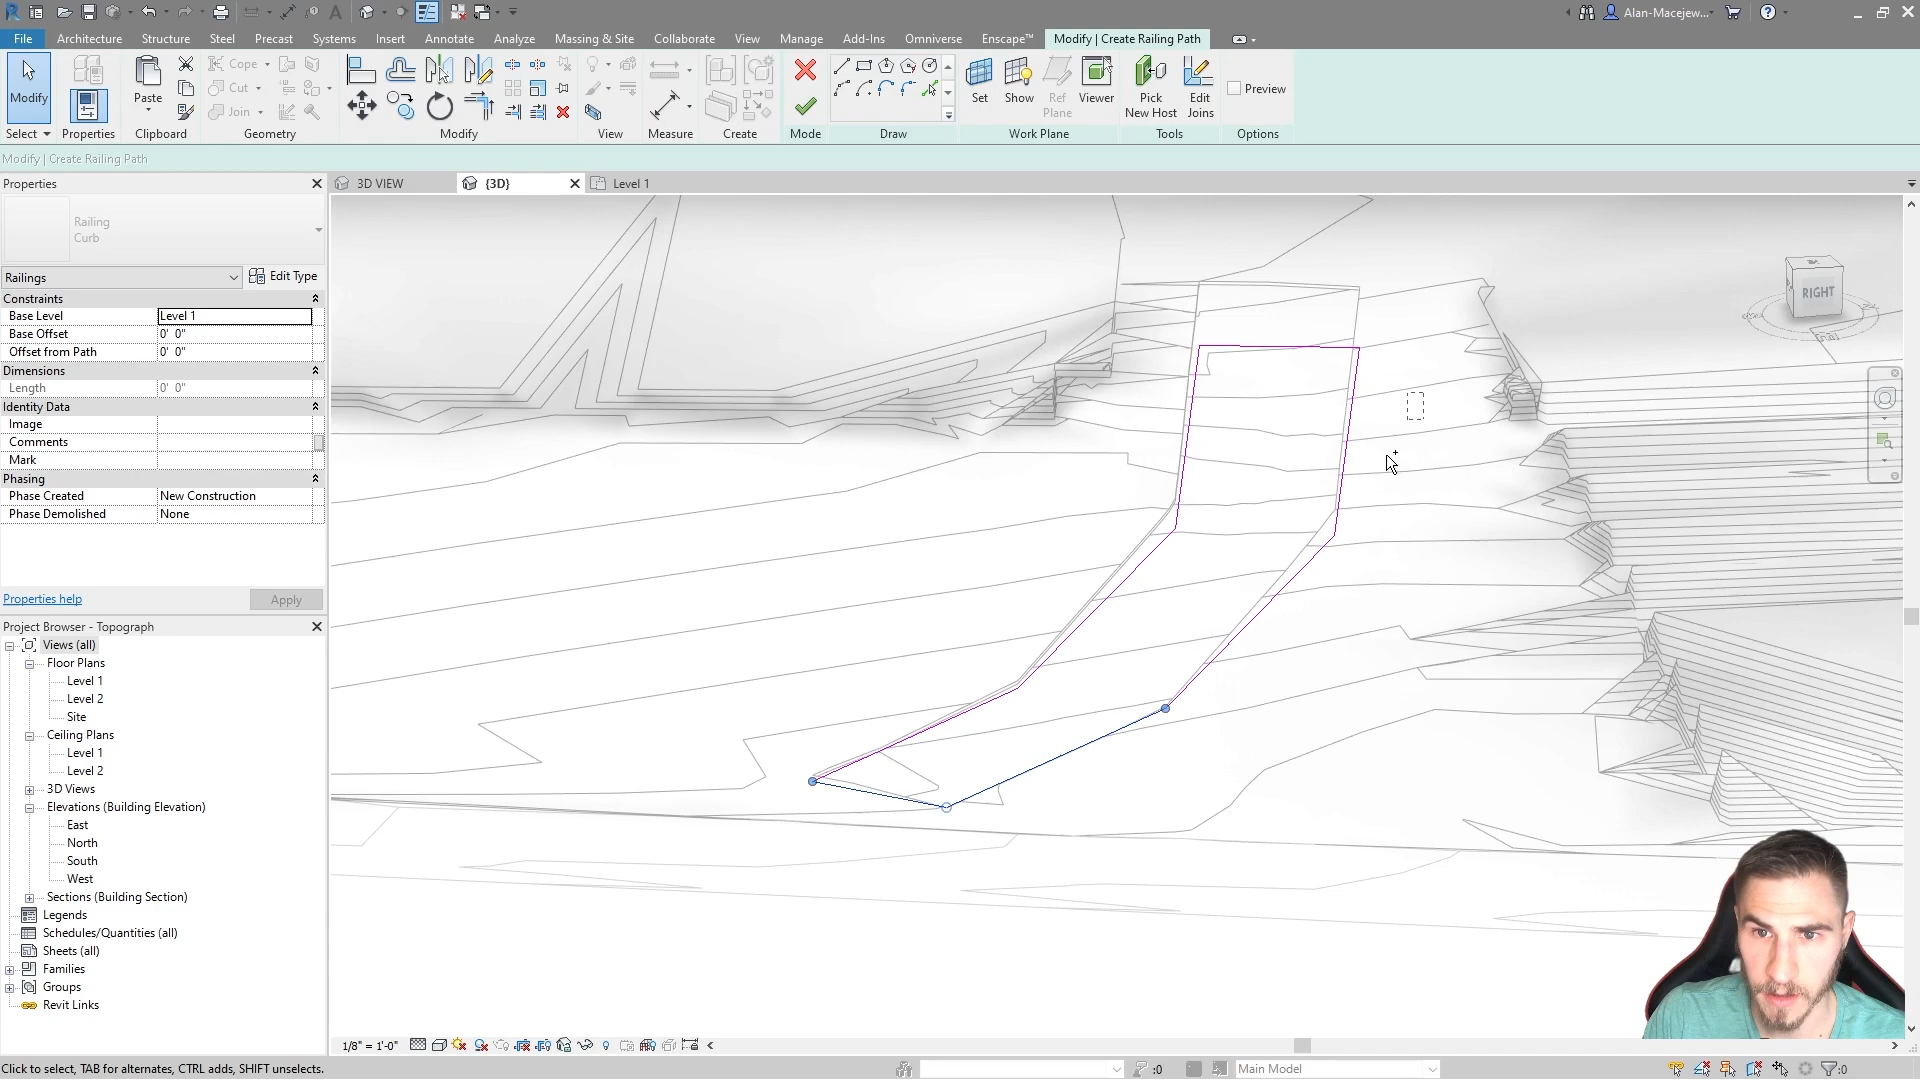 Alan-Macejew...
File Architecture Structure Steel Precast Systems Insert Annotate Analyze Massing & Site Collaborate View Manage Add-Ins Omniverse Enscape™ Modify | Create Railing Path
Modify
Paste
Cope
Cut
Join
Set Show Ref Plane Viewer
Pick New Host
Edit Joins
Preview
Select Properties Clipboard Geometry Modify View Measure Create Mode Draw Work Plane Tools Options
Modify | Create Railing Path
Properties
3D VIEW {3D} Level 1
Railing
Curb
Railings Edit Type
Constraints
Base Level Level 1
Base Offset 0' 0"
Offset from Path 0' 0"
Dimensions
Length 0' 0"
Identity Data
Image
Comments
Mark
Phasing
Phase Created New Construction
Phase Demolished None
Properties help Apply
Project Browser - Topograph
Views (all)
Floor Plans
Level 1
Level 2
Site
Ceiling Plans
Level 1
Level 2
3D Views
Elevations (Building Elevation)
East
North
South
West
Sections (Building Section)
Legends
Schedules/Quantities (all)
Sheets (all)
Families
Groups
Revit Links
RIGHT
1/8" = 1'-0"
Click to select, TAB for alternates, CTRL adds, SHIFT unselects.
:0
Main Model
:0